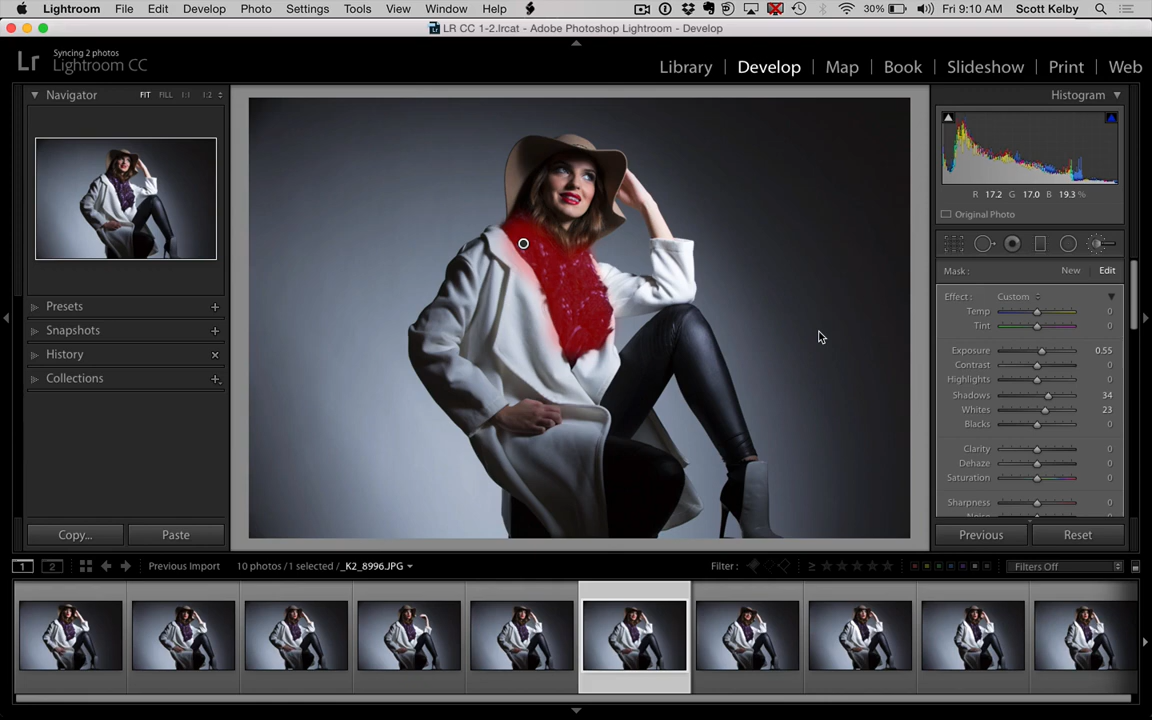 Lightroom File Edit Develop Photo Settings Tools View Window Help 30% Fri 9:10 AM Scott Kelby
LR CC 1-2.lrcat - Adobe Photoshop Lightroom - Develop
Lr Syncing 2 photos
Lightroom CC
Library Develop Map Book Slideshow Print Web
Navigator FIT FILL 1:1 1:2
Histogram
R 17.2 G 17.0 B 19.3 %
Original Photo
Mask : New Edit
Effect : Custom
Temp 0
Tint 0
Exposure 0.55
Contrast 0
Highlights 0
Shadows 34
Whites 23
Blacks 0
Clarity 0
Dehaze 0
Saturation 0
Sharpness 0
Presets
Snapshots
History
Collections
Copy... Paste
Previous Reset
1 2 Previous Import 10 photos / 1 selected / _K2_8996.JPG Filter : Filters Off